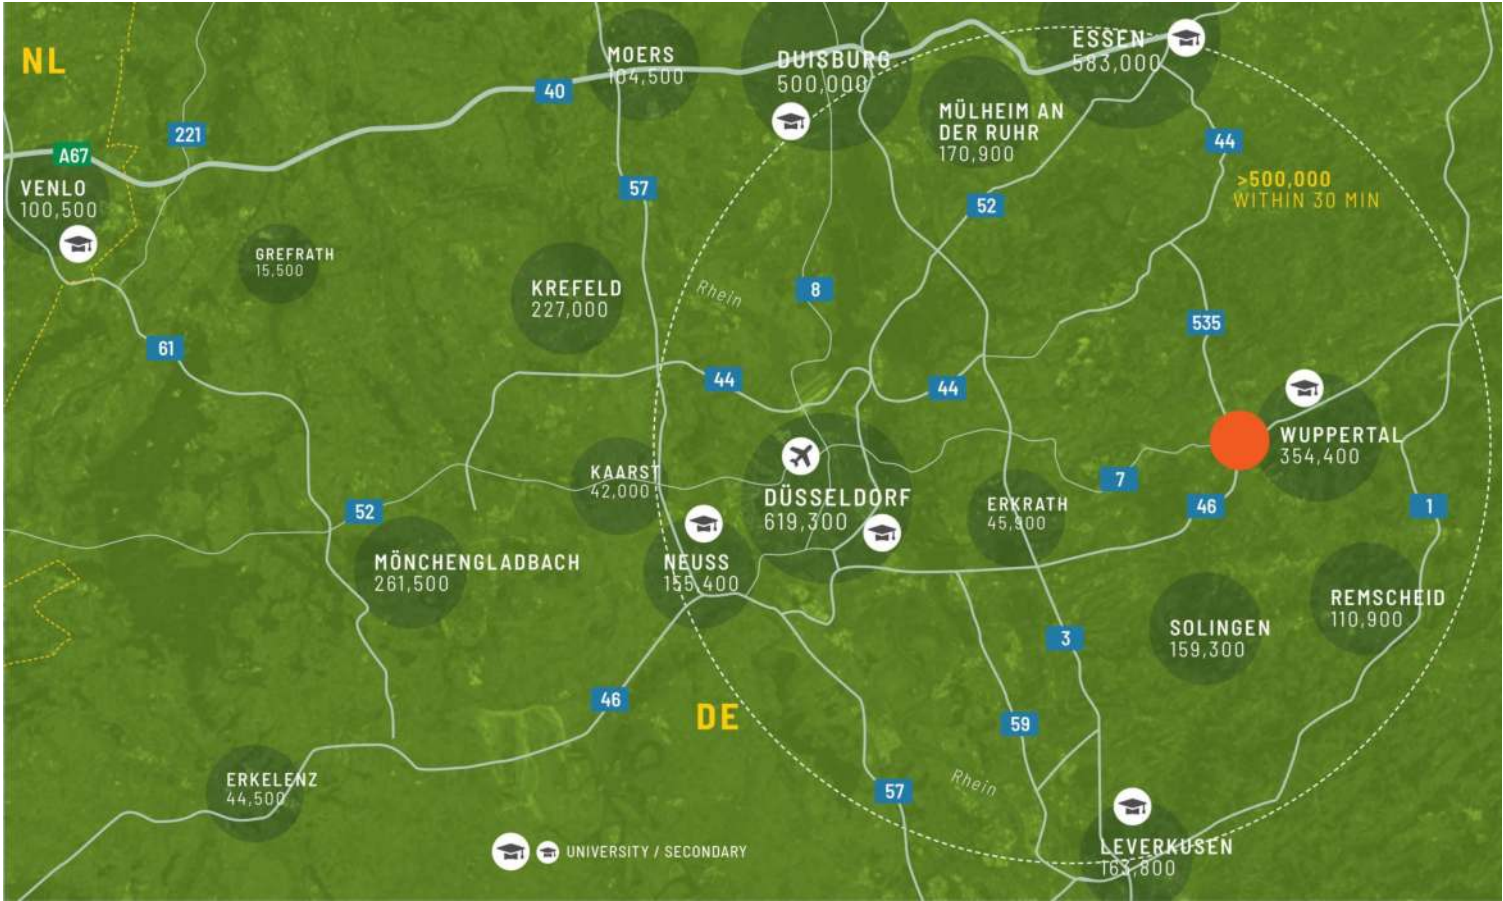 NL
MOERS
104,500
DUISBURG
500,000
ESSEN
583,000
40
MÜLHEIM AN
DER RUHR
170,900
221
44
A67
VENLO
100,500
57
>500,000
WITHIN 30 MIN
52
GREFRATH
15,500
KREFELD
227,000
Rhein
8
535
61
44
44
WUPPERTAL
354,400
KAARST
42,000
7
DÜSSELDORF
619,300
ERKRATH
45,900
46
1
52
MÖNCHENGLADBACH
261,500
NEUSS
155,400
REMSCHEID
110,900
SOLINGEN
159,300
3
46
DE
59
ERKELENZ
44,500
Rhein
57
UNIVERSITY / SECONDARY
LEVERKUSEN
163,800